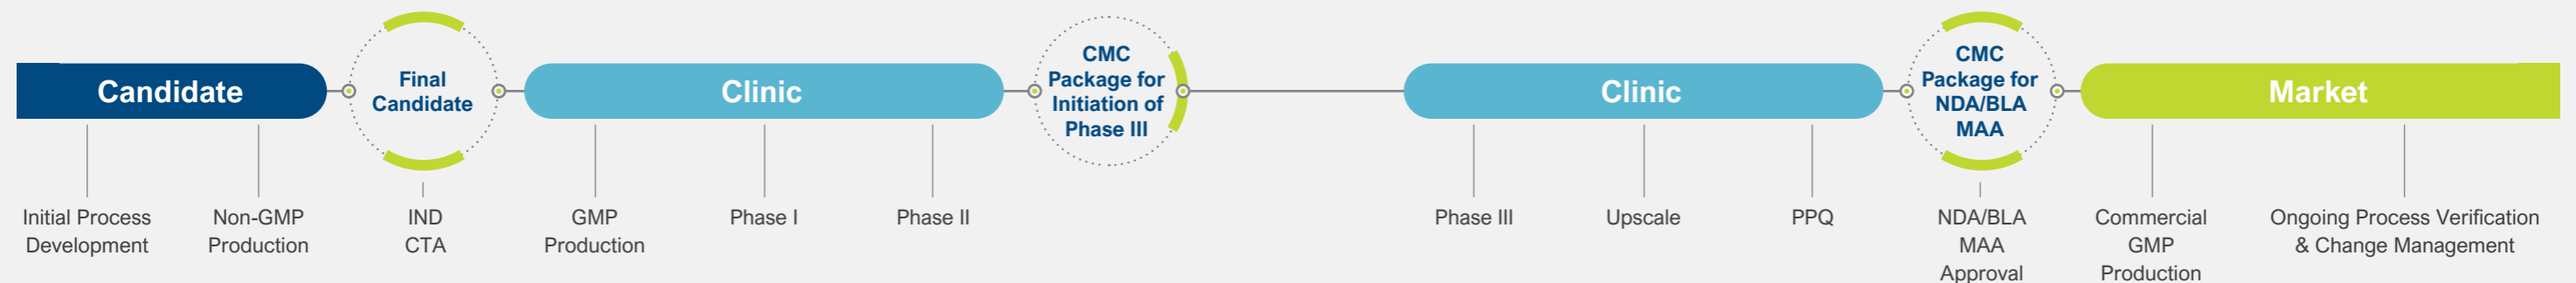 Candidate
Final
Candidate
Clinic
CMC
Package for
Initiation of
Phase III
Clinic
CMC
Package for
NDA/BLA
MAA
Market
Initial Process
Development
Non-GMP
Production
IND
CTA
GMP
Production
Phase I
Phase II
Phase III
Upscale
PPQ
NDA/BLA
MAA
Approval
Commercial
GMP
Production
Ongoing Process Verification
& Change Management